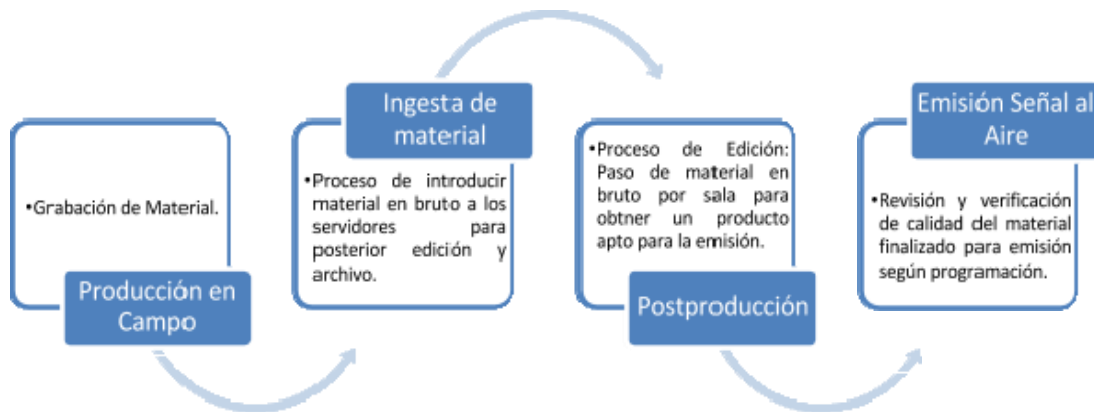 •Grabación de Material.
Producción en
Campo
Ingesta de
material
•Proceso de introducir
material en bruto a los
servidores para
posterior edición y
archivo.
•Proceso de Edición:
Paso de material en
bruto por sala para
obtner un producto
apto para la emisión.
Postproducción
Emisión Señal al
Aire
•Revisión y verificación
de calidad del material
finalizado para emisión
según programación.